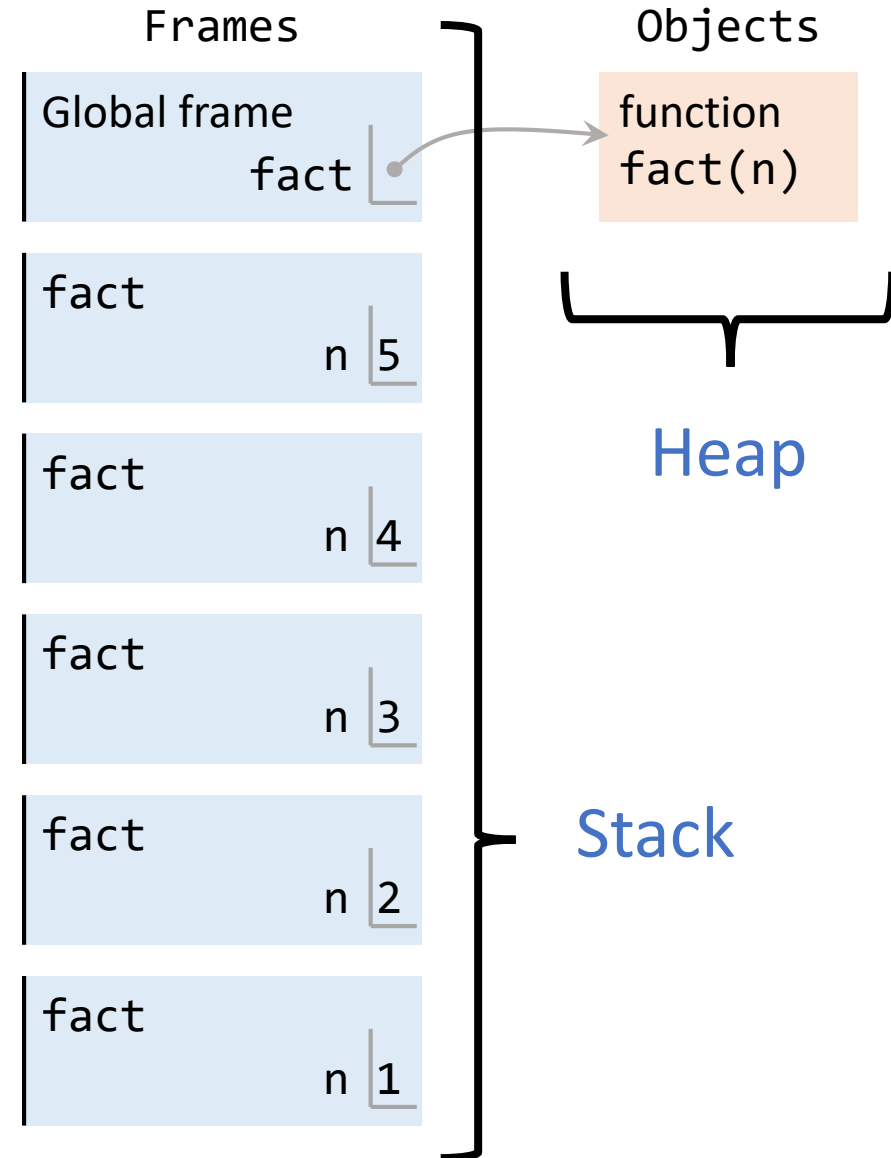 Frames
Objects
Global frame
fact
function
fact(n)
fact
n 5
fact
n 4
Heap
fact
n 3
Stack
fact
n 2
fact
n 1